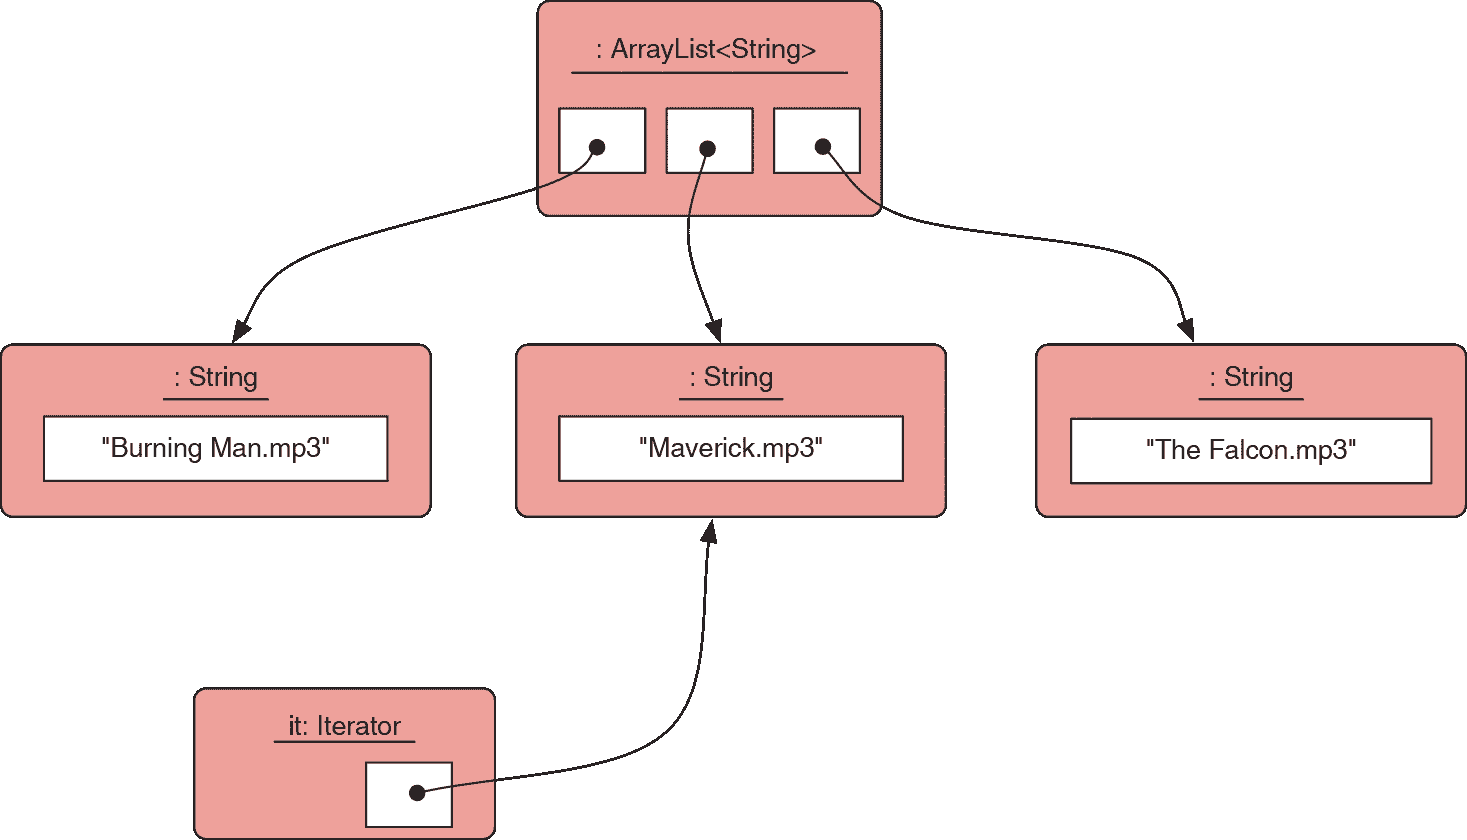 : ArrayList<String>
: String
"Burning Man.mp3"
: String
"Maverick.mp3"
: String
"The Falcon.mp3"
it: Iterator